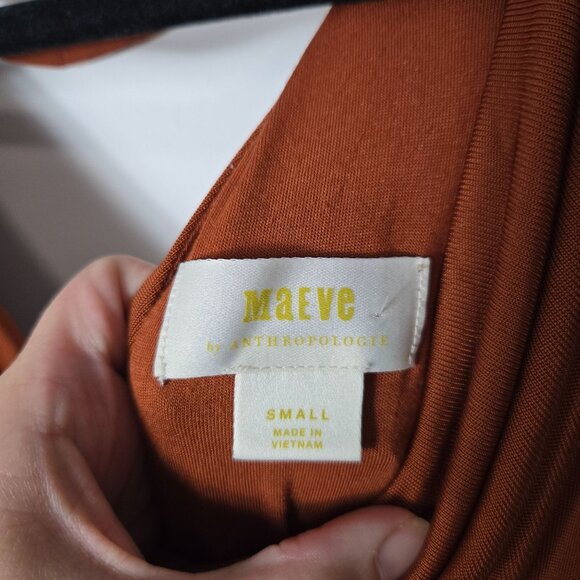 MaEve
by ANTHROPOLOGIE
SMALL
MADE IN
VIETNAM